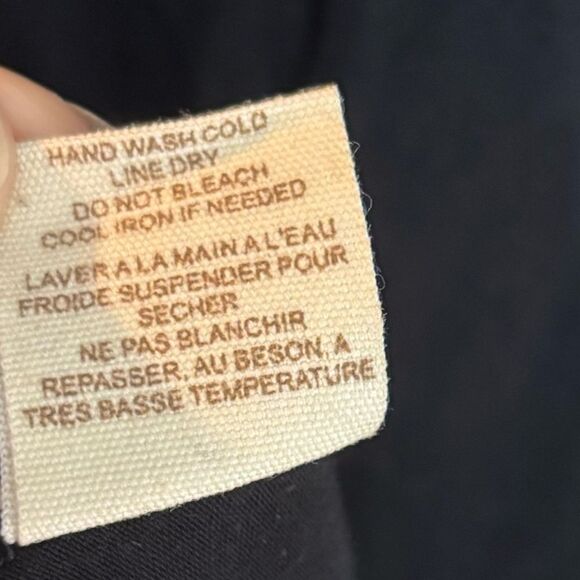 HAND WASH COLD
LINE DRY
DO NOT BLEACH
COOL IRON IF NEEDED
LAVER A LA MAIN A L'EAU
FROIDE SUSPENDER POUR
SECHER
NE PAS BLANCHIR
REPASSER, AU BESON, A
TRES BASSE TEMPERATURE